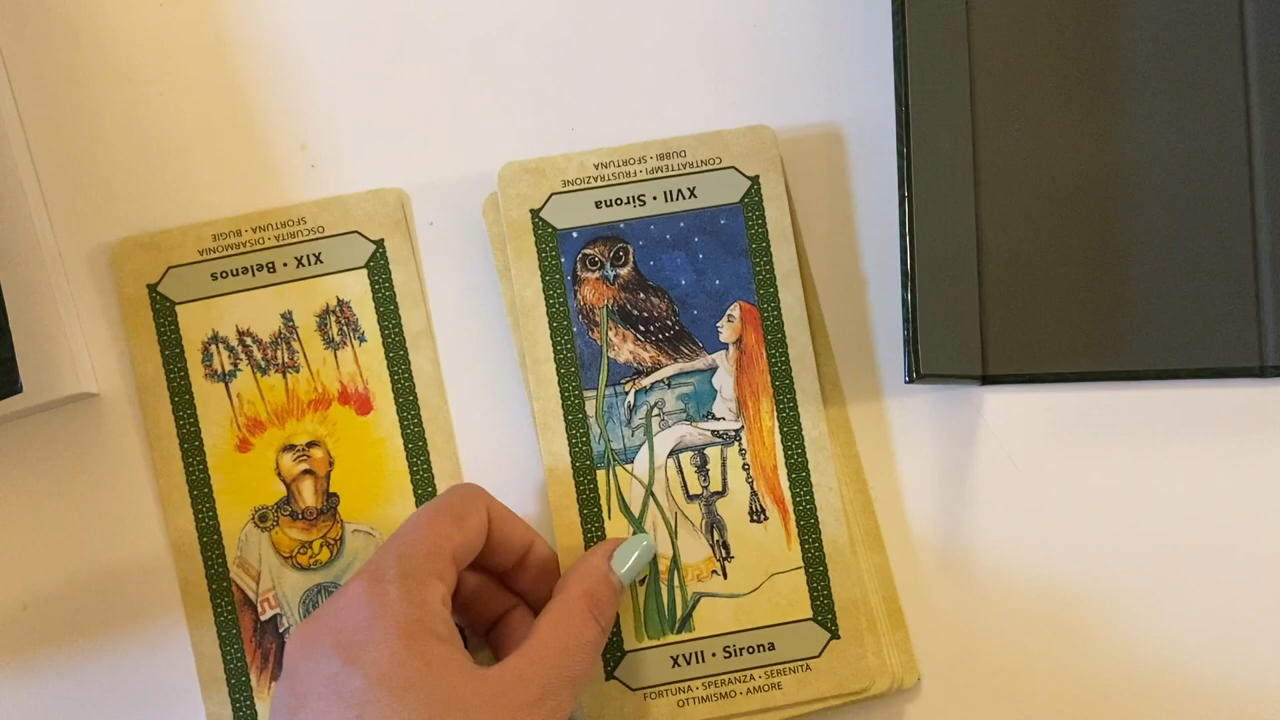 OSCURITÀ • DISARMONIA
SFORTUNA • BUGIE
XIX • Belenos
CONTRATTEMPI • FRUSTRAZIONE
DUBBI • SFORTUNA
XVII • Sirona
XVII • Sirona
FORTUNA • SPERANZA • SERENITÀ
OTTIMISMO • AMORE